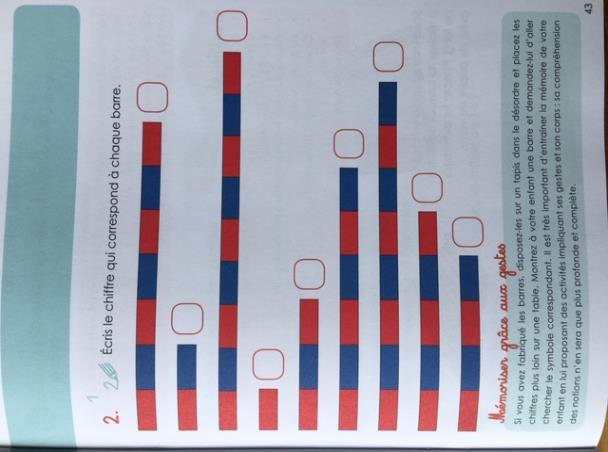 2. Écris le chiffre qui correspond à chaque barre.
Mémoriser grâce aux gestes
Si vous avez fabriqué les barres, disposez-les sur un tapis dans le désordre et placez les
chiffres plus loin sur une table. Montrez à votre enfant une barre et demandez-lui d'aller
chercher le symbole correspondant. Il est très important d'entraîner la mémoire de votre
enfant en lui proposant des activités impliquant ses gestes et son corps : sa compréhension
des notions n'en sera que plus profonde et complète.
43